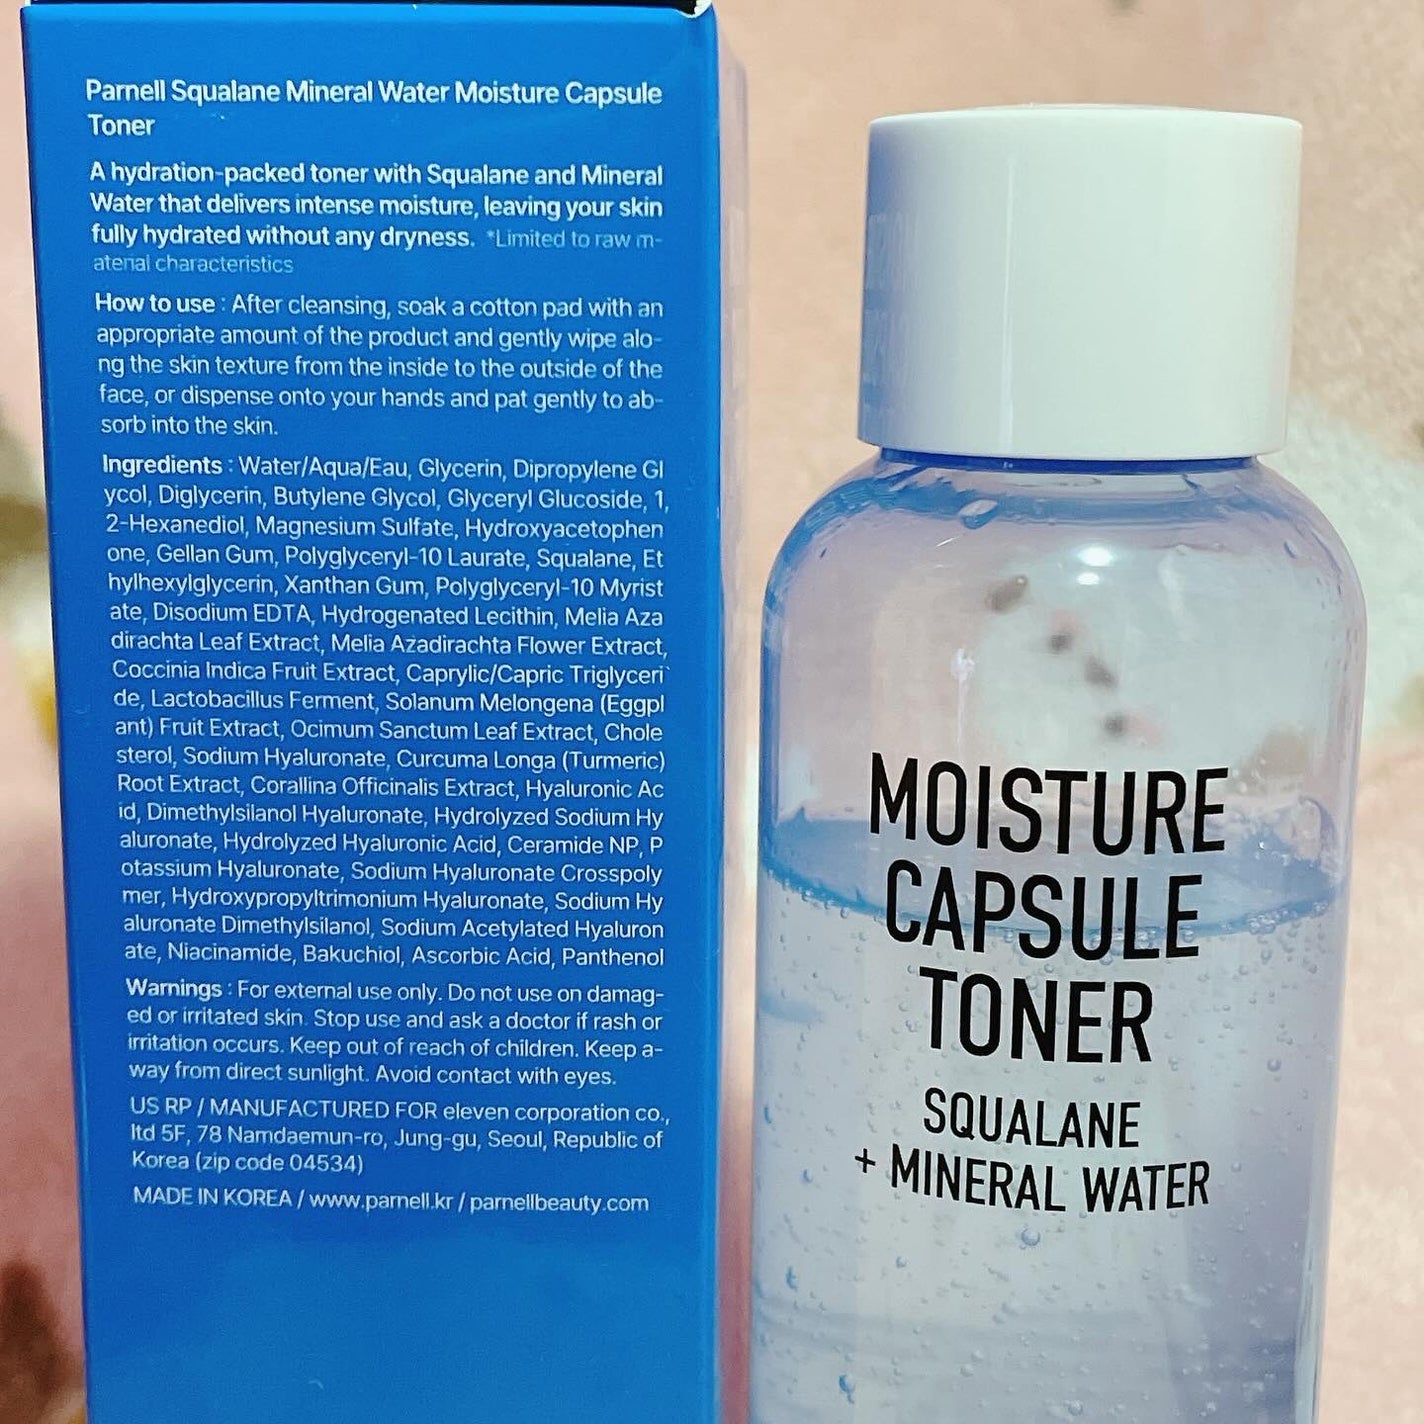 Parnell Squalane Mineral Water Moisture Capsule
Toner
A hydration-packed toner with Squalane and Mineral
Water that delivers intense moisture, leaving your skin
fully hydrated without any dryness. *Limited to raw m-
aterial characteristics
How to use : After cleansing, soak a cotton pad with an
appropriate amount of the product and gently wipe alo-
ng the skin texture from the inside to the outside of the
face, or dispense onto your hands and pat gently to ab-
sorb into the skin.
Ingredients : Water/Aqua/Eau, Glycerin, Dipropylene Gl
ycol, Diglycerin, Butylene Glycol, Glyceryl Glucoside, 1,
2-Hexanediol, Magnesium Sulfate, Hydroxyacetophen
one, Gellan Gum, Polyglyceryl-10 Laurate, Squalane, Et
hylhexylglycerin, Xanthan Gum, Polyglyceryl-10 Myrist
ate, Disodium EDTA, Hydrogenated Lecithin, Melia Aza
dirachta Leaf Extract, Melia Azadirachta Flower Extract,
Coccinia Indica Fruit Extract, Caprylic/Capric Triglyceri
de, Lactobacillus Ferment, Solanum Melongena (Eggpl
ant) Fruit Extract, Ocimum Sanctum Leaf Extract, Chole
sterol, Sodium Hyaluronate, Curcuma Longa (Turmeric)
Root Extract, Corallina Officinalis Extract, Hyaluronic Ac
id, Dimethylsilanol Hyaluronate, Hydrolyzed Sodium Hy
aluronate, Hydrolyzed Hyaluronic Acid, Ceramide NP, P
otassium Hyaluronate, Sodium Hyaluronate Crosspoly
mer, Hydroxypropyltrimonium Hyaluronate, Sodium Hy
aluronate Dimethylsilanol, Sodium Acetylated Hyaluron
ate, Niacinamide, Bakuchiol, Ascorbic Acid, Panthenol
Warnings : For external use only. Do not use on damag-
ed or irritated skin. Stop use and ask a doctor if rash or
irritation occurs. Keep out of reach of children. Keep a-
way from direct sunlight. Avoid contact with eyes.
US RP / MANUFACTURED FOR eleven corporation co.,
ltd 5F, 78 Namdaemun-ro, Jung-gu, Seoul, Republic of
Korea (zip code 04534)
MADE IN KOREA / www.parnell.kr / parnellbeauty.com
MOISTURE
CAPSULE
TONER
SQUALANE
+ MINERAL WATER